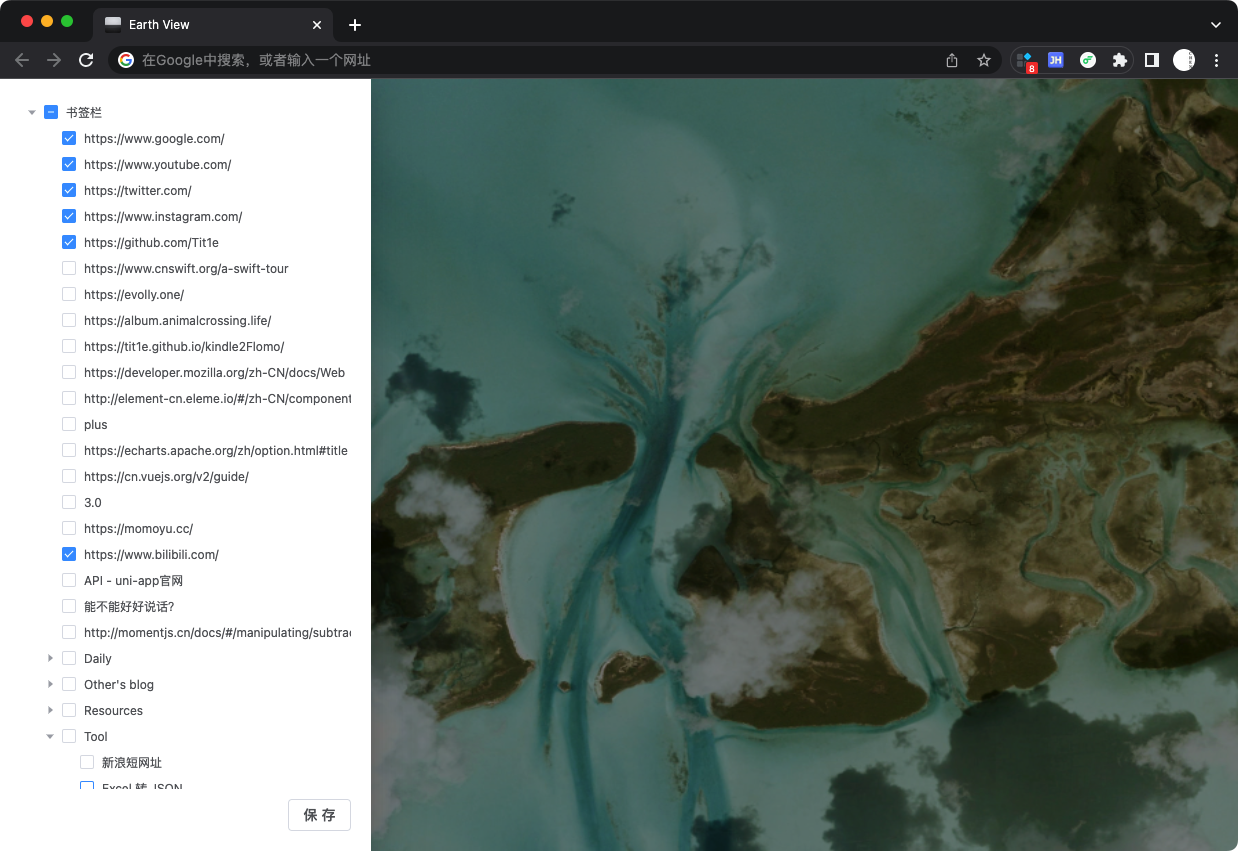 Earth View
在Google中搜索，或者输入一个网址
8
JH
书签栏
https://www.google.com/
https://www.youtube.com/
https://twitter.com/
https://www.instagram.com/
https://github.com/Tit1e
https://www.cnswift.org/a-swift-tour
https://evolly.one/
https://album.animalcrossing.life/
https://tit1e.github.io/kindle2Flomo/
https://developer.mozilla.org/zh-CN/docs/Web
http://element-cn.eleme.io/#/zh-CN/component
plus
https://echarts.apache.org/zh/option.html#title
https://cn.vuejs.org/v2/guide/
3.0
https://momoyu.cc/
https://www.bilibili.com/
API - uni-app官网
能不能好好说话?
http://momentjs.cn/docs/#/manipulating/subtrac
Daily
Other's blog
Resources
Tool
新浪短网址
Excel 转 JSON
保 存